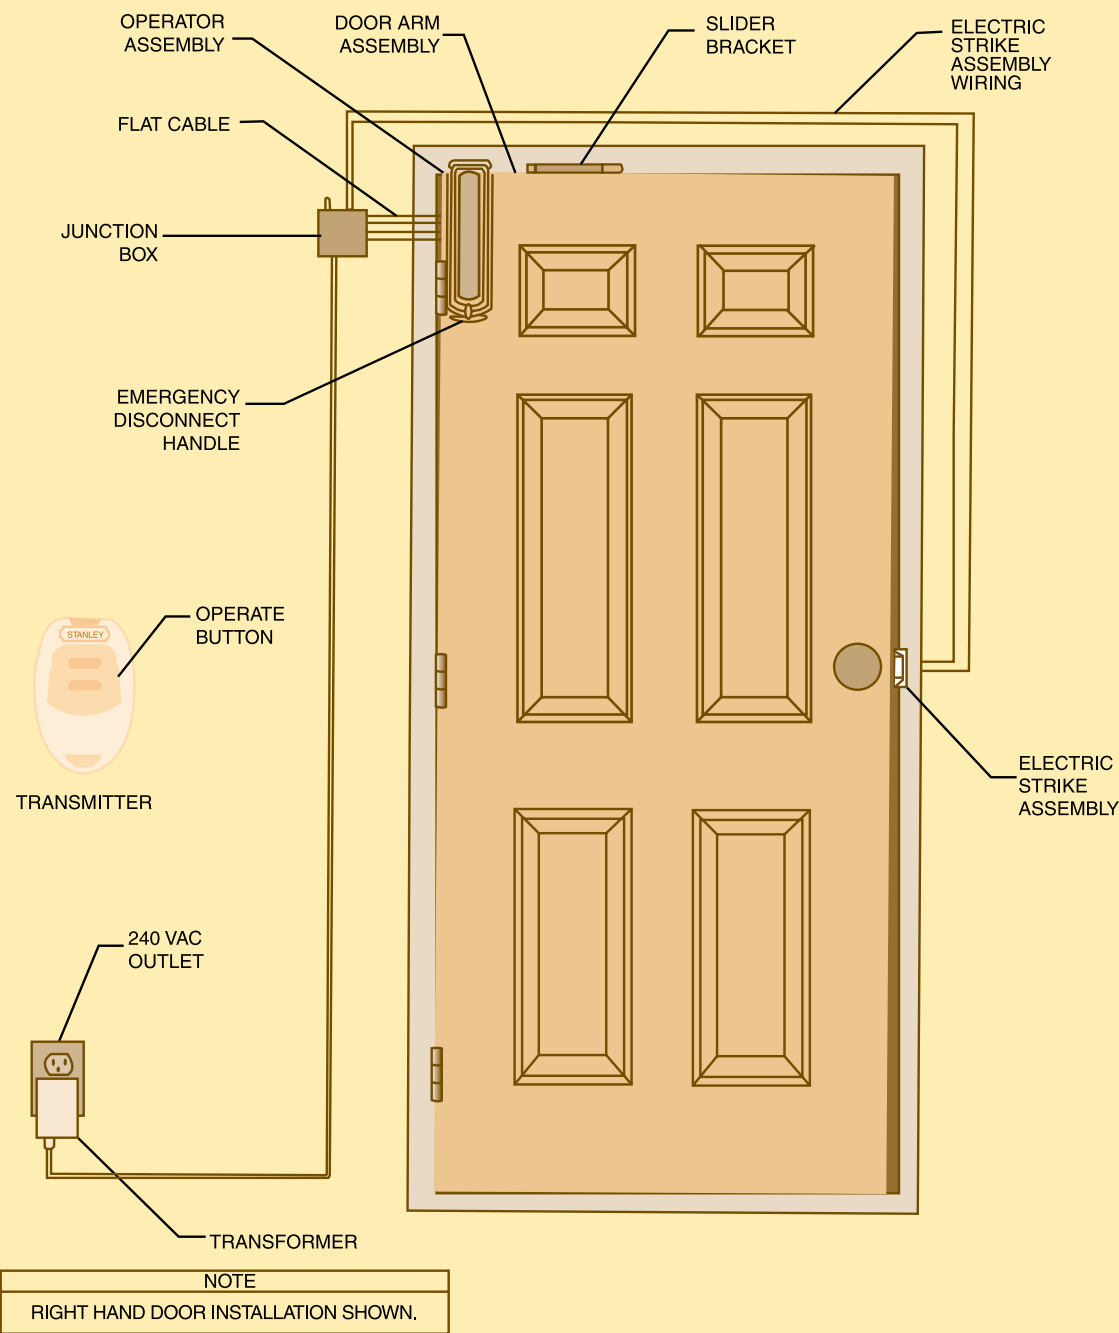 OPERATOR
ASSEMBLY
DOOR ARM
ASSEMBLY
SLIDER
BRACKET
ELECTRIC
STRIKE
ASSEMBLY
WIRING
FLAT CABLE
JUNCTION
BOX
EMERGENCY
DISCONNECT
HANDLE
OPERATE
BUTTON
STANLEY
TRANSMITTER
ELECTRIC
STRIKE
ASSEMBLY
240 VAC
OUTLET
TRANSFORMER
NOTE
RIGHT HAND DOOR INSTALLATION SHOWN.